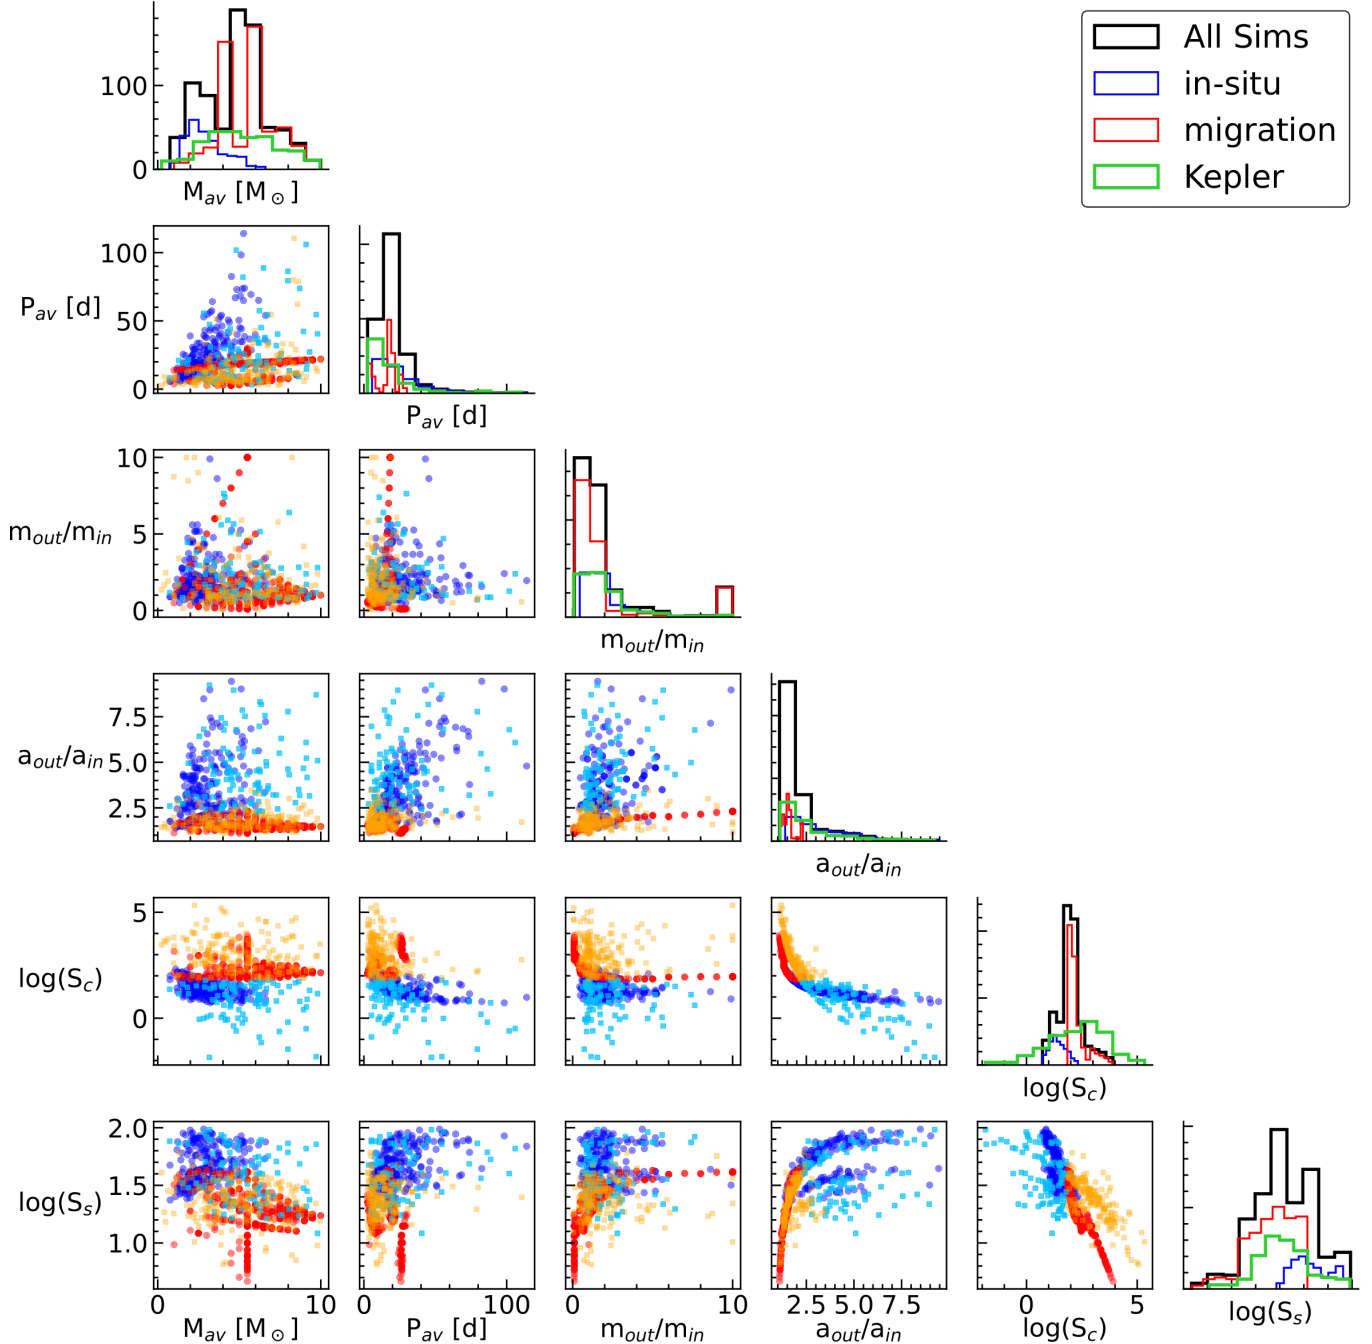 All Sims
in-situ
migration
Kepler
100
0
M_av [M_⊙]
100
50
0
P_av [d]
P_av [d]
10
5
0
m_out/m_in
m_out/m_in
7.5
5.0
2.5
a_out/a_in
a_out/a_in
5
0
log(S_c)
log(S_c)
2.0
1.5
1.0
log(S_s)
log(S_s)
0 10 0 100 0 10 2.5 5.0 7.5 0 5
M_av [M_⊙] P_av [d] m_out/m_in a_out/a_in log(S_c)